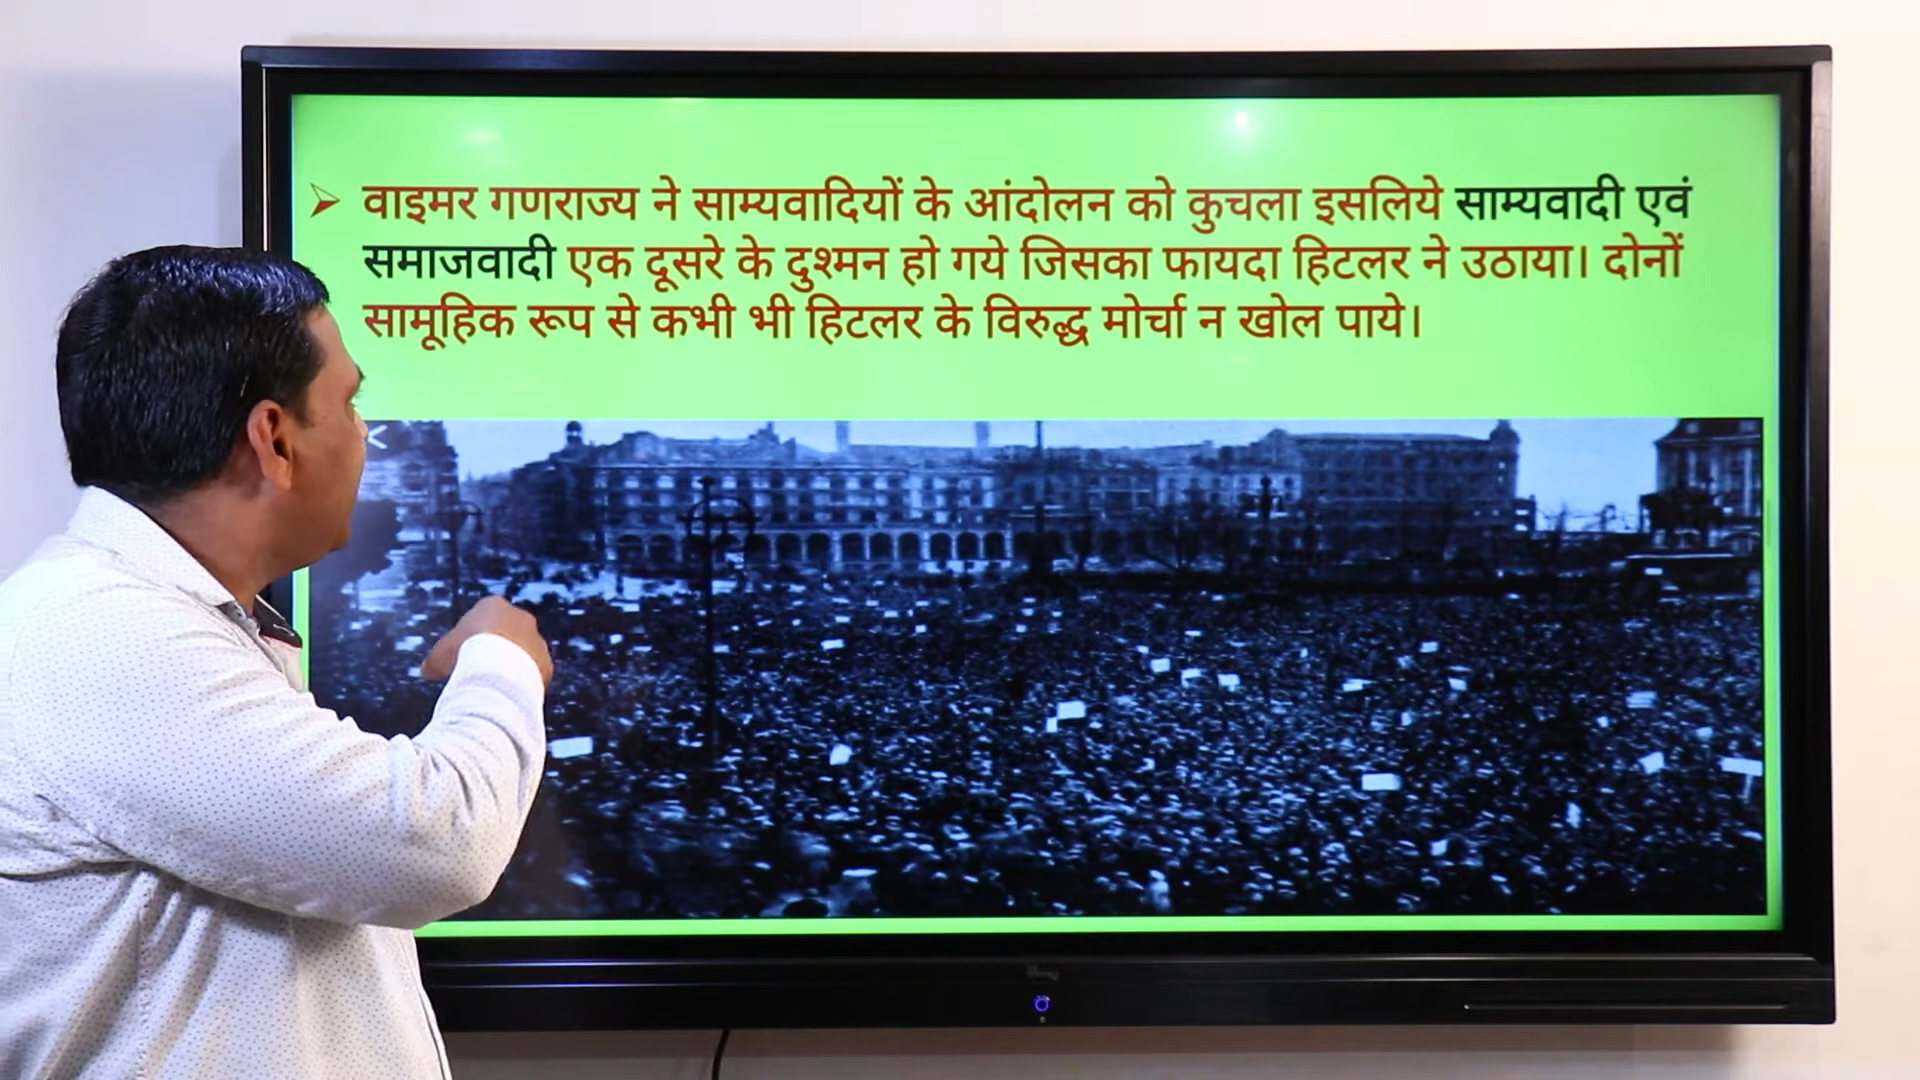 वाइमर गणराज्य ने साम्यवादियों के आंदोलन को कुचला इसलिये साम्यवादी एवं
समाजवादी एक दूसरे के दुश्मन हो गये जिसका फायदा हिटलर ने उठाया। दोनों
सामूहिक रूप से कभी भी हिटलर के विरुद्ध मोर्चा न खोल पाये।